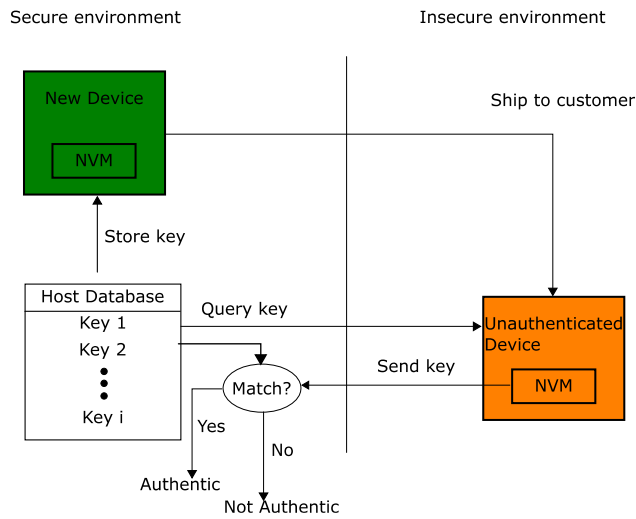 Secure environment
Insecure environment
New Device
NVM
Ship to customer
Store key
Host Database
Key 1
Key 2
Key i
Query key
Unauthenticated
Device
NVM
Send key
Match?
Yes
No
Authentic
Not Authentic